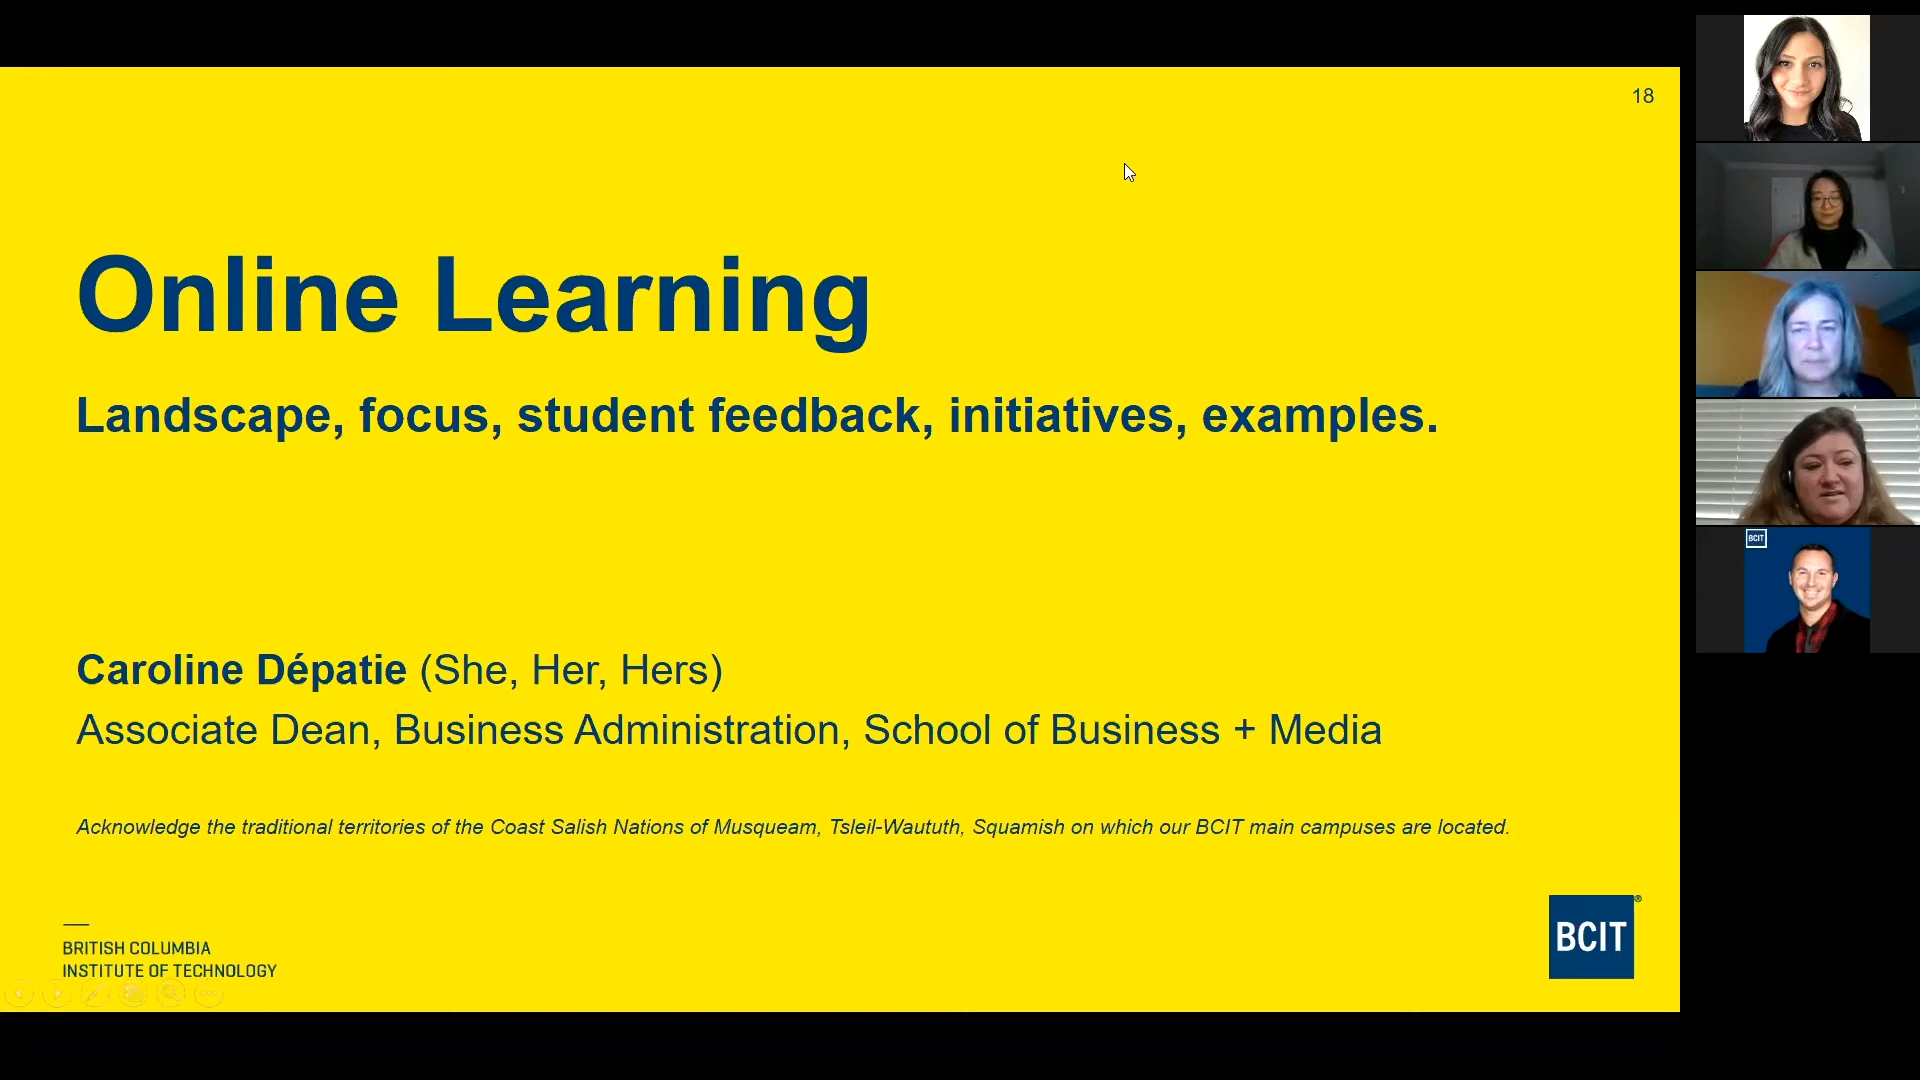 18
Online Learning
Landscape, focus, student feedback, initiatives, examples.
Caroline Dépatie (She, Her, Hers)
Associate Dean, Business Administration, School of Business + Media
Acknowledge the traditional territories of the Coast Salish Nations of Musqueam, Tsleil-Waututh, Squamish on which our BCIT main campuses are located.
BRITISH COLUMBIA
INSTITUTE OF TECHNOLOGY
BCIT®
BCIT